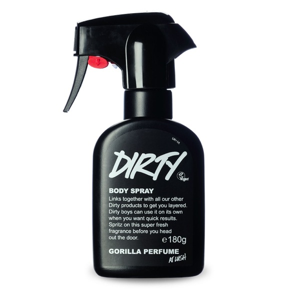 DIRTY
BODY SPRAY
Links together with all our other
Dirty products to get you layered.
Dirty boys can use it on its own
when you want quick results.
Spritz on this super fresh
fragrance before you head
out the door.
e 180g
GORILLA PERFUME